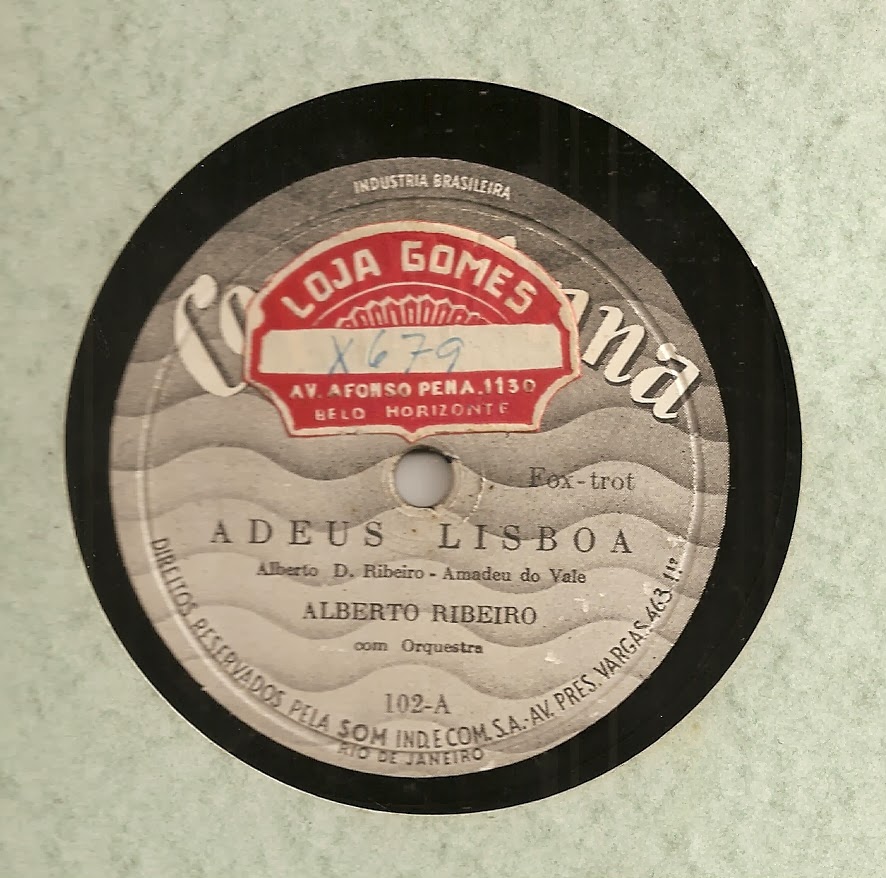 INDUSTRIA BRASILEIRA
LOJA GOMES
X679
AV. AFONSO PENA, 1130
BELO HORIZONTE
Fox-trot
ADEUS LISBOA
Alberto D. Ribeiro - Amadeu do Vale
ALBERTO RIBEIRO
com Orquestra
102-A
DIREITOS RESERVADOS PELA SOM IND. E COM. S.A. - AV. PRES. VARGAS. 463. 11º
RIO DE JANEIRO